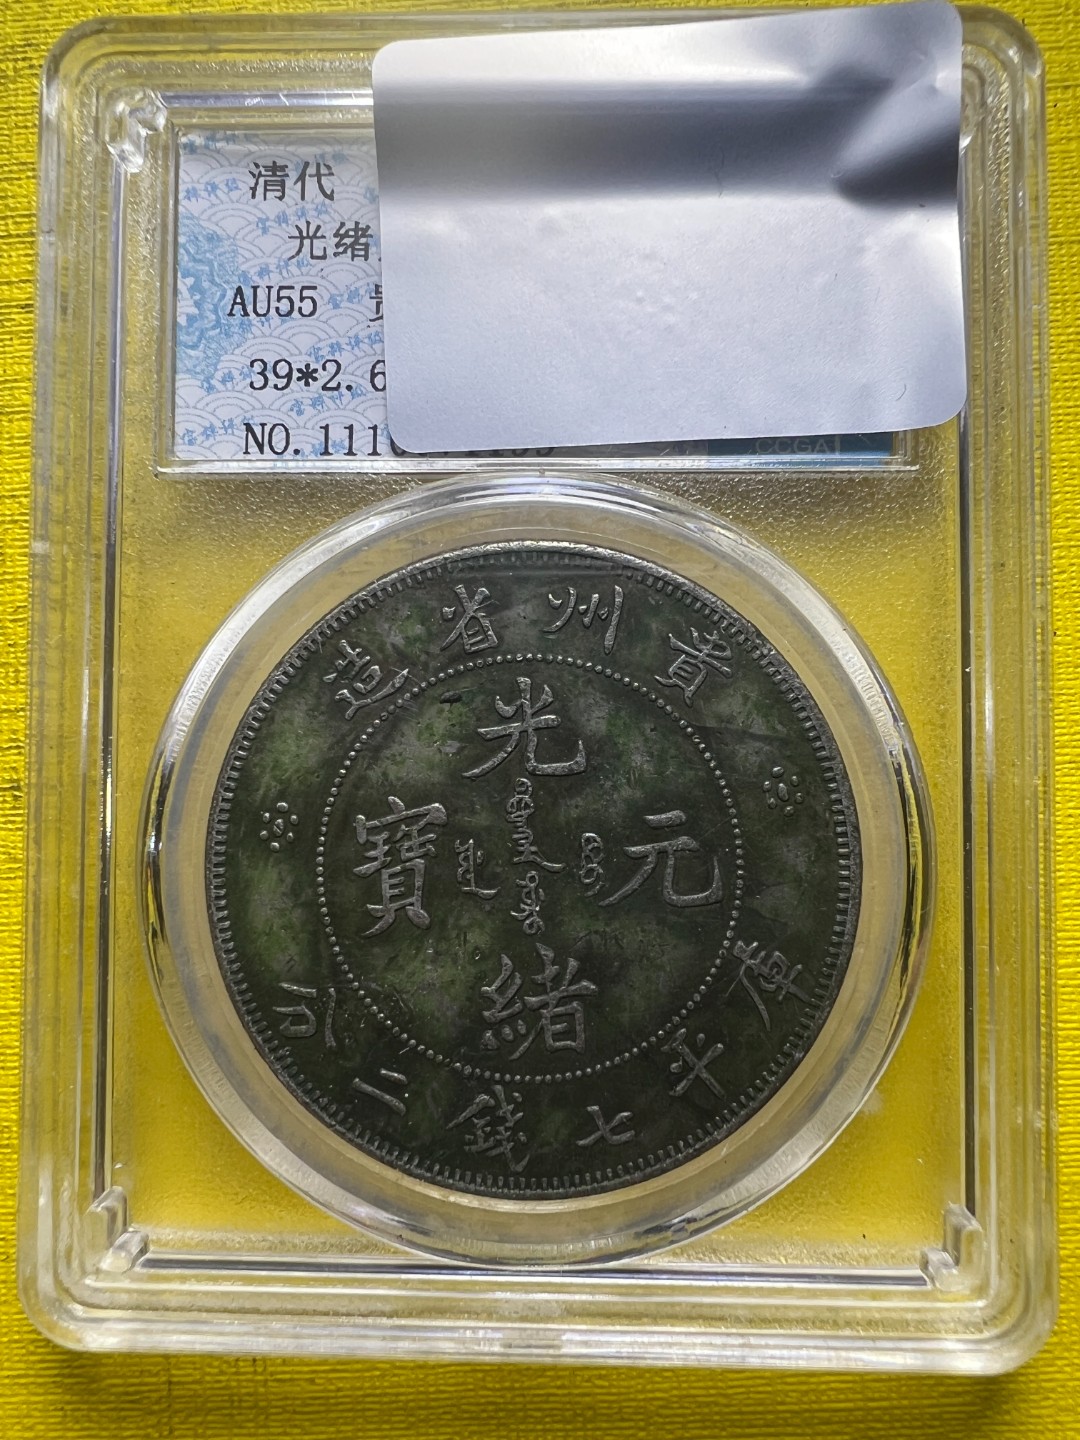 清代
光绪
AU55
39*2.6
NO.111
CCGA
造省州貴
光
寶元
緒
分二錢七平庫